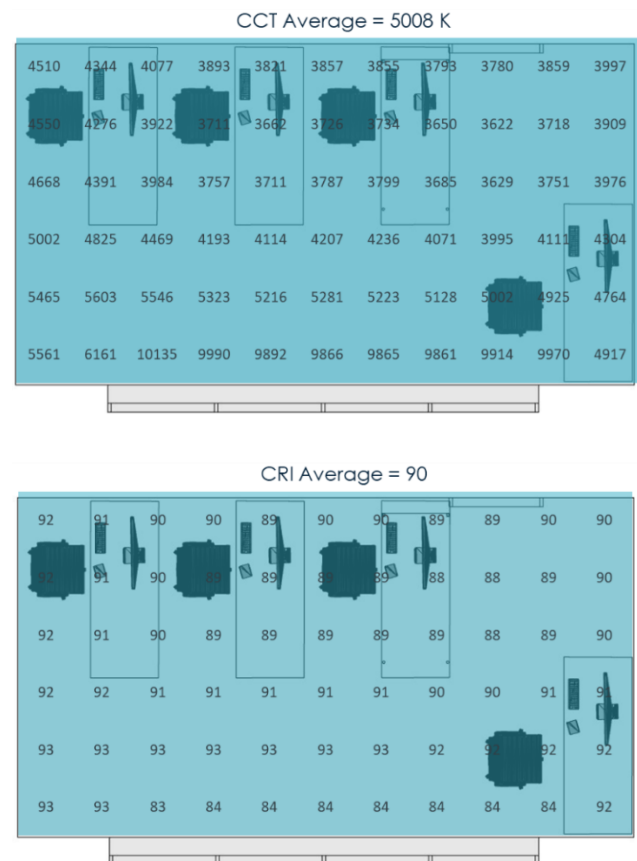 CCT Average = 5008 K
4510 4344 4077 3893 3821 3857 3855 3793 3780 3859 3997
4550 4276 3922 3711 3662 3726 3734 3650 3622 3718 3909
4668 4391 3984 3757 3711 3787 3799 3685 3629 3751 3976
5002 4825 4469 4193 4114 4207 4236 4071 3995 4111 4304
5465 5603 5546 5323 5216 5281 5223 5128 5002 4925 4764
5561 6161 10135 9990 9892 9866 9865 9861 9914 9970 4917
CRI Average = 90
92 91 90 90 89 90 90 89 89 90 90
92 91 90 89 89 89 89 88 88 89 90
92 91 90 89 89 89 89 89 88 89 90
92 92 91 91 91 91 91 90 90 91 91
93 93 93 93 93 93 93 92 92 92 92
93 93 83 84 84 84 84 84 84 84 92